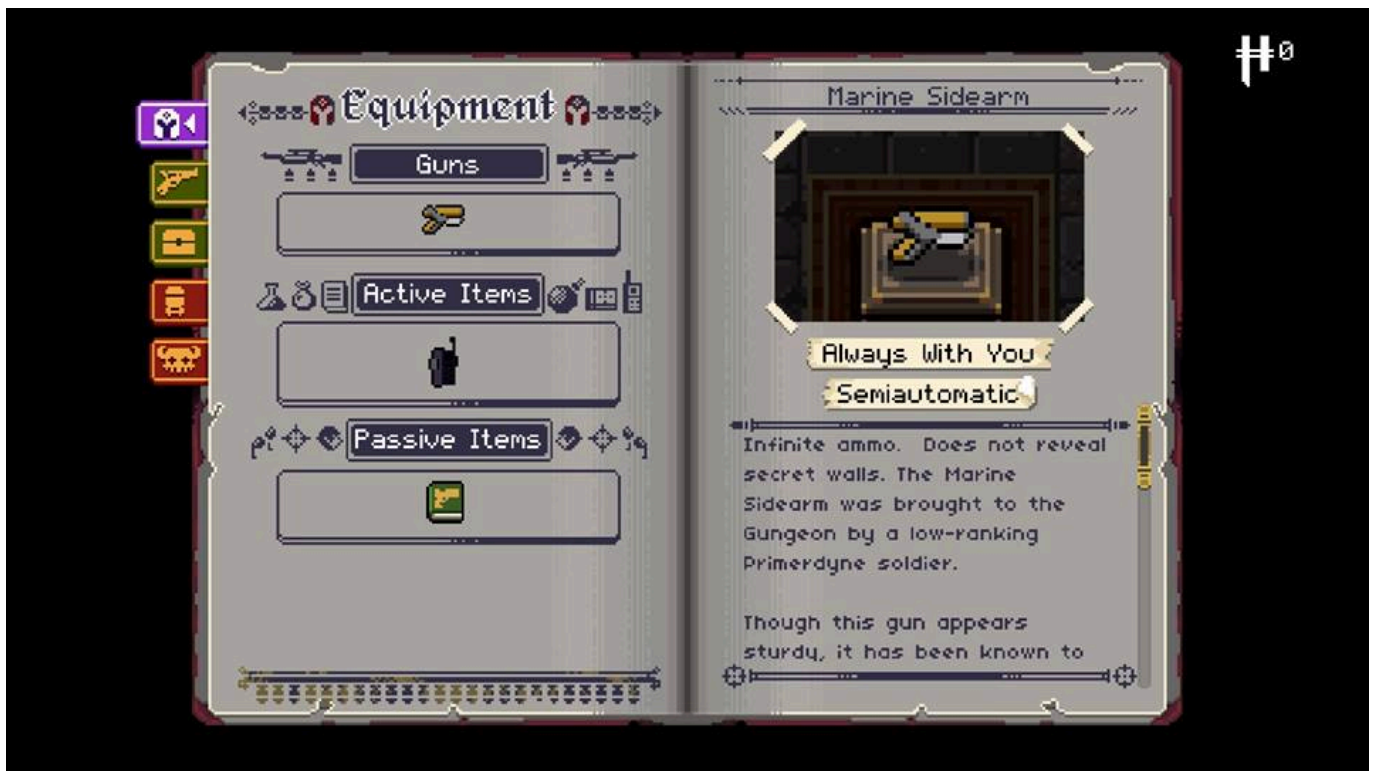 Equipment
Guns
Active Items
Passive Items
0
Marine Sidearm
Always With You
Semiautomatic
Infinite ammo. Does not reveal
secret walls. The Marine
Sidearm was brought to the
Gungeon by a low-ranking
Primerdyne soldier.
Though this gun appears
sturdy, it has been known to